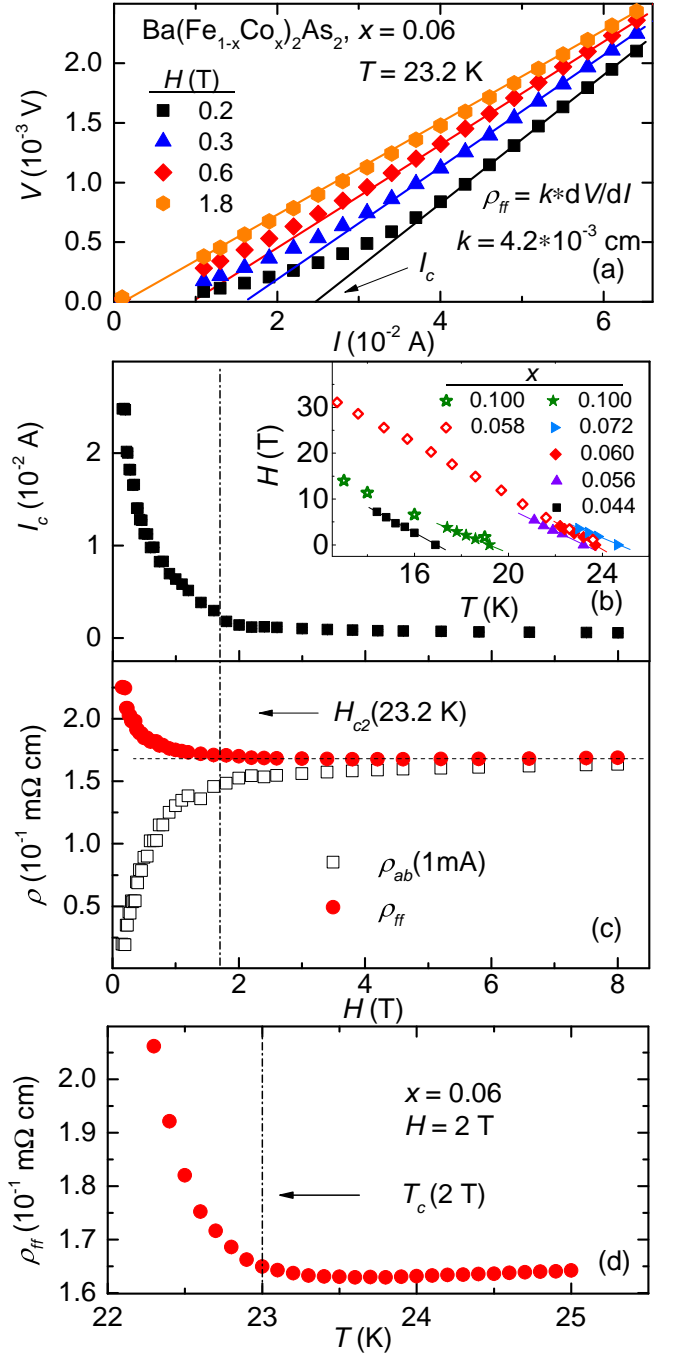 Ba(Fe1-xCox)2As2, x = 0.06
T = 23.2 K
H (T)
0.2
0.3
0.6
1.8
ρff = k*dV/dI
k = 4.2*10-3 cm
Ic
(a)
V (10-3 V)
2.0
1.5
1.0
0.5
0.0
0 2 4 6
I (10-2 A)
Ic (10-2 A)
2
1
0
x
0.100 0.100
0.058 0.072
0.060
0.056
0.044
H (T)
30
20
10
0
16 20 24
T (K)
(b)
Hc2(23.2 K)
ρ (10-1 mΩ cm)
2.5
2.0
1.5
1.0
0.5
ρab(1mA)
ρff
(c)
0 2 4 6 8
H (T)
ρff (10-1 mΩ cm)
2.0
1.9
1.8
1.7
1.6
x = 0.06
H = 2 T
Tc(2 T)
(d)
22 23 24 25
T (K)